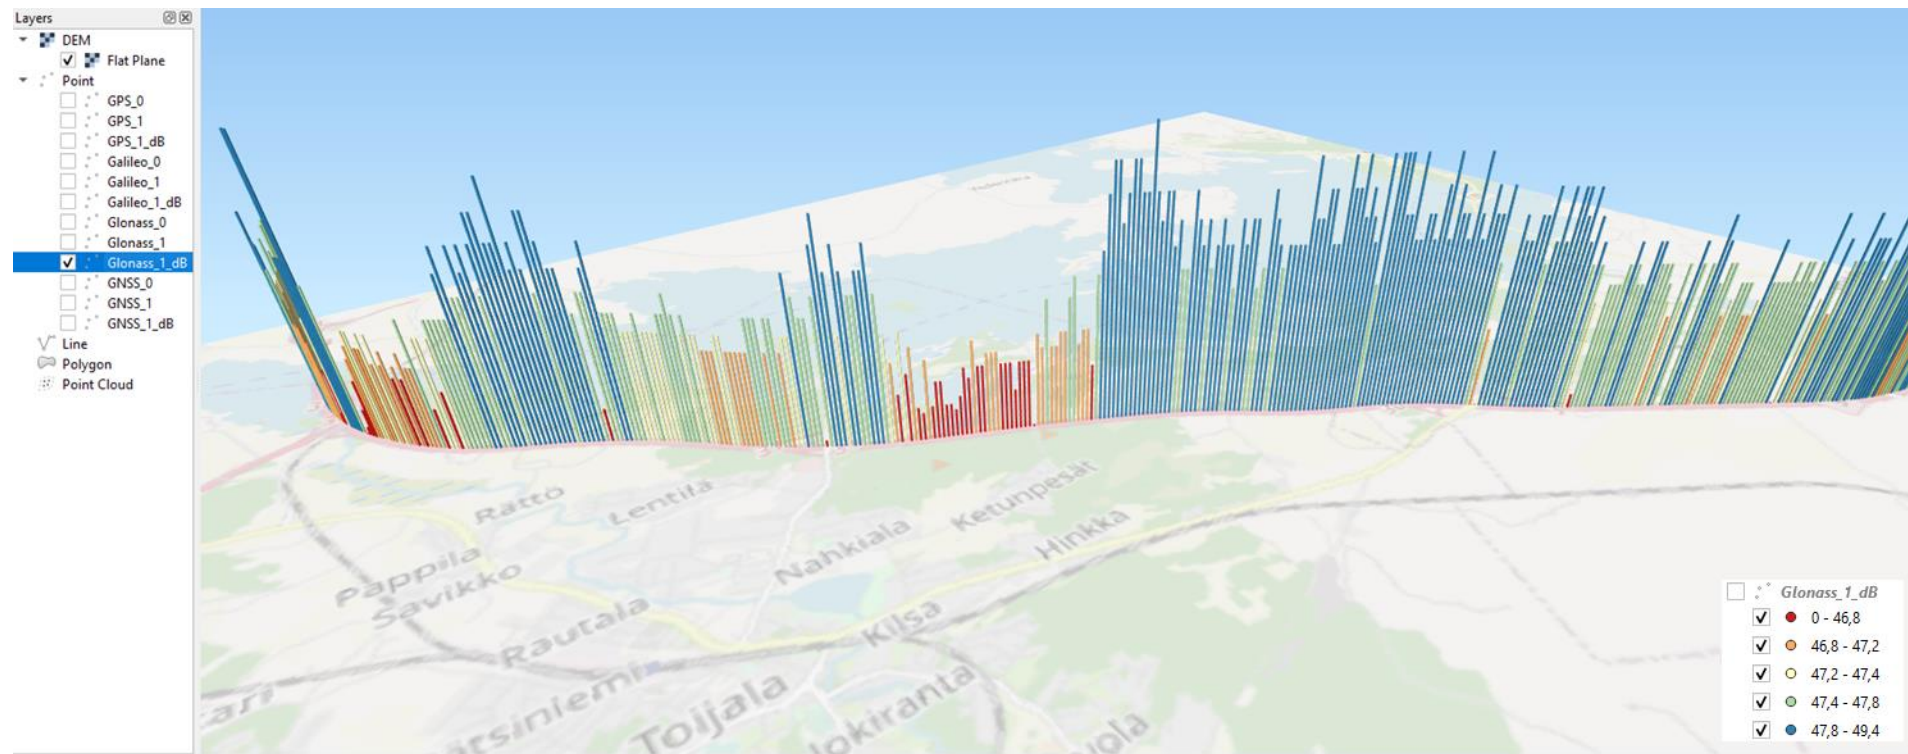 Layers
DEM
Flat Plane
Point
GPS_0
GPS_1
GPS_1_dB
Galileo_0
Galileo_1
Galileo_1_dB
Glonass_0
Glonass_1
Glonass_1_dB
GNSS_0
GNSS_1
GNSS_1_dB
Line
Polygon
Point Cloud
Rättö
Lentilä
Nahkiala
Ketunpesät
Hinkka
Pappila
Savikko
Rautala
Kilsa
Toijala
Glonass_1_dB
0 - 46,8
46,8 - 47,2
47,2 - 47,4
47,4 - 47,8
47,8 - 49,4